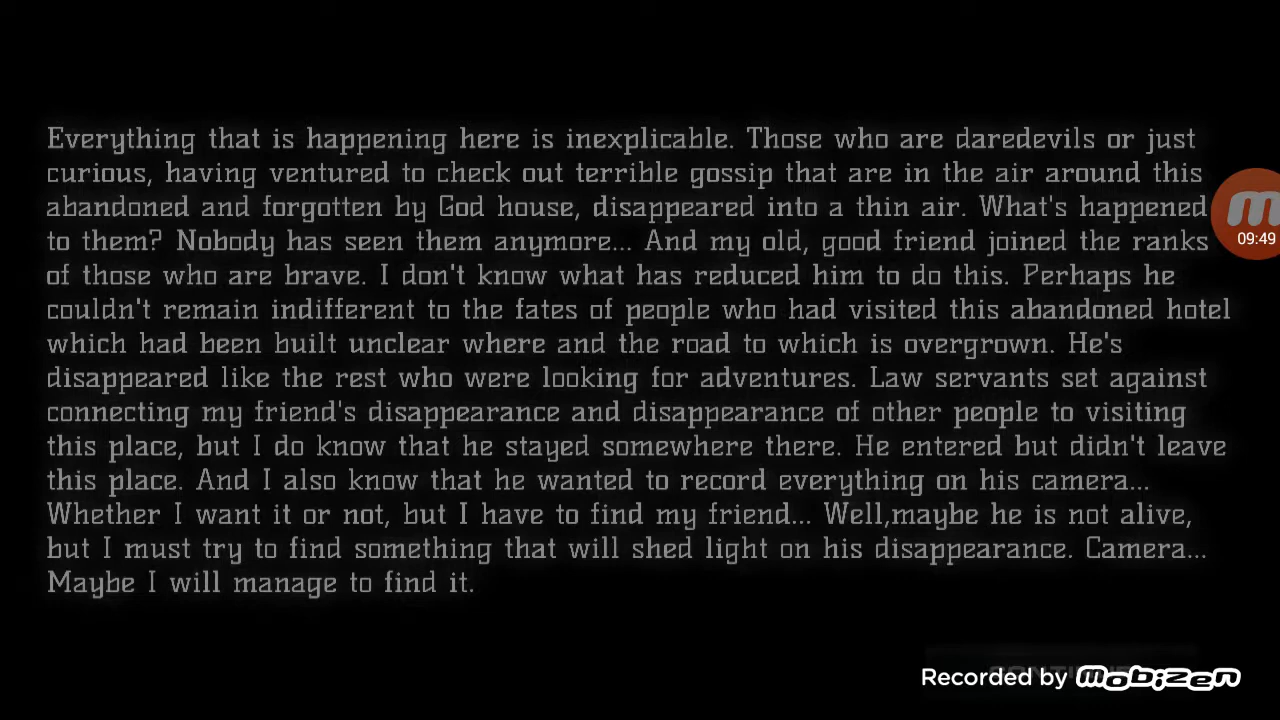 Everything that is happening here is inexplicable. Those who are daredevils or just
curious, having ventured to check out terrible gossip that are in the air around this
abandoned and forgotten by God house, disappeared into a thin air. What's happened
to them? Nobody has seen them anymore... And my old, good friend joined the ranks
of those who are brave. I don't know what has reduced him to do this. Perhaps he
couldn't remain indifferent to the fates of people who had visited this abandoned hotel
which had been built unclear where and the road to which is overgrown. He's
disappeared like the rest who were looking for adventures. Law servants set against
connecting my friend's disappearance and disappearance of other people to visiting
this place, but I do know that he stayed somewhere there. He entered but didn't leave
this place. And I also know that he wanted to record everything on his camera...
Whether I want it or not, but I have to find my friend... Well,maybe he is not alive,
but I must try to find something that will shed light on his disappearance. Camera...
Maybe I will manage to find it.
09:49
Recorded by mobizen